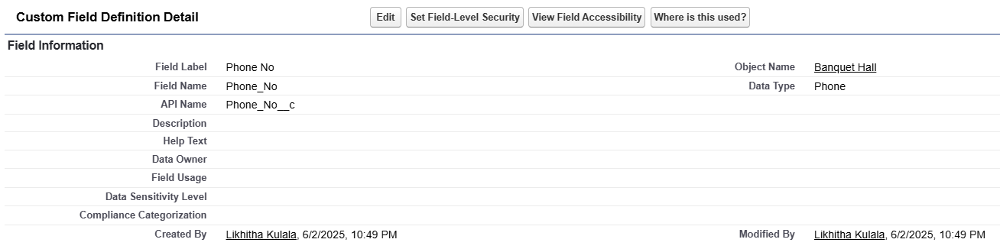 Custom Field Definition Detail Edit Set Field-Level Security View Field Accessibility Where is this used?
Field Information
Field Label Phone No Object Name Banquet Hall
Field Name Phone_No Data Type Phone
API Name Phone_No__c
Description
Help Text
Data Owner
Field Usage
Data Sensitivity Level
Compliance Categorization
Created By Likhitha Kulala, 6/2/2025, 10:49 PM Modified By Likhitha Kulala, 6/2/2025, 10:49 PM